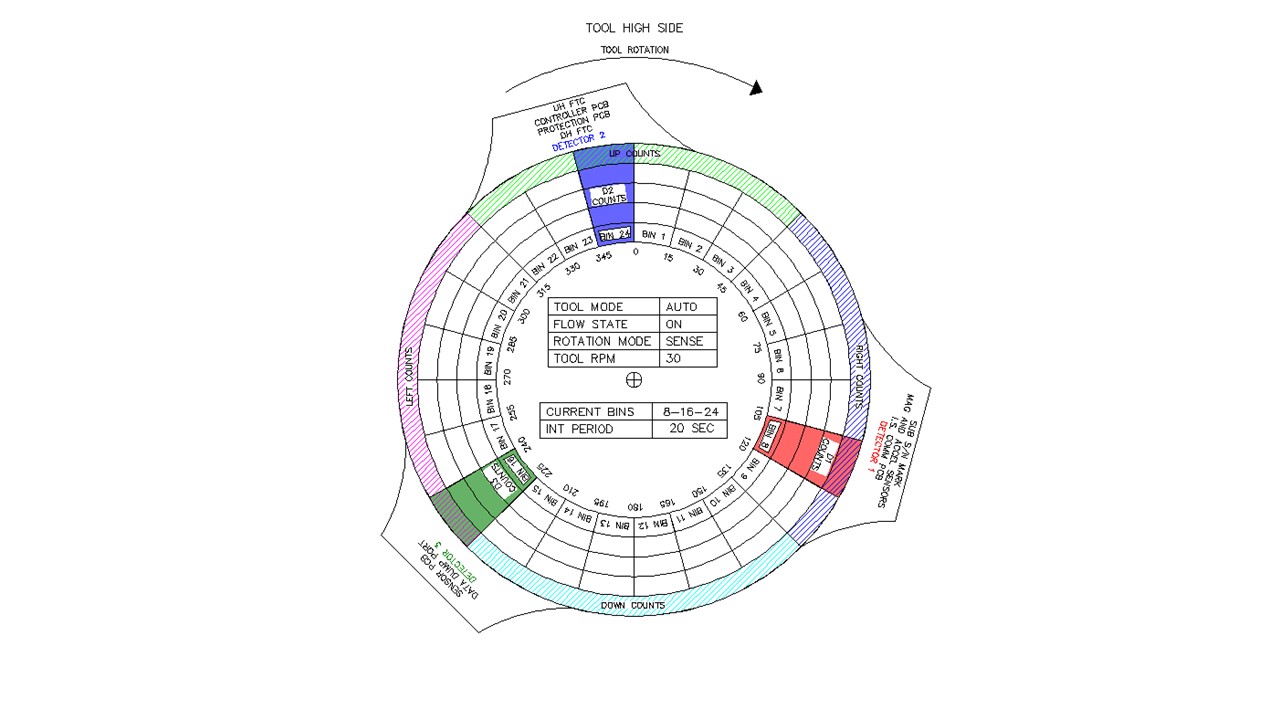 TOOL HIGH SIDE
TOOL ROTATION
UH FTC
CONTROLLER PCB
PROTECTION PCB
DH FTC
DETECTOR 2
UP COUNTS
D2
COUNTS
BIN 24
BIN 1
BIN 2
BIN 3
BIN 4
BIN 5
BIN 6
BIN 7
BIN 8
BIN 9
BIN 10
BIN 11
BIN 12
BIN 13
BIN 14
BIN 15
BIN 16
BIN 17
BIN 18
BIN 19
BIN 20
BIN 21
BIN 22
BIN 23
0
15
30
45
60
75
90
105
120
135
150
165
180
195
210
225
240
255
270
285
300
315
330
345
TOOL MODE AUTO
FLOW STATE ON
ROTATION MODE SENSE
TOOL RPM 30
CURRENT BINS 8-16-24
INT PERIOD 20 SEC
RIGHT COUNTS
D1
COUNTS
SUB S/N MARK
MAG AND ACCEL SENSORS
I.S. COMM PCB
DETECTOR 1
DOWN COUNTS
D3
COUNTS
DETECTOR 3
DATA DUMP PORT
SENSOR PCB
LEFT COUNTS